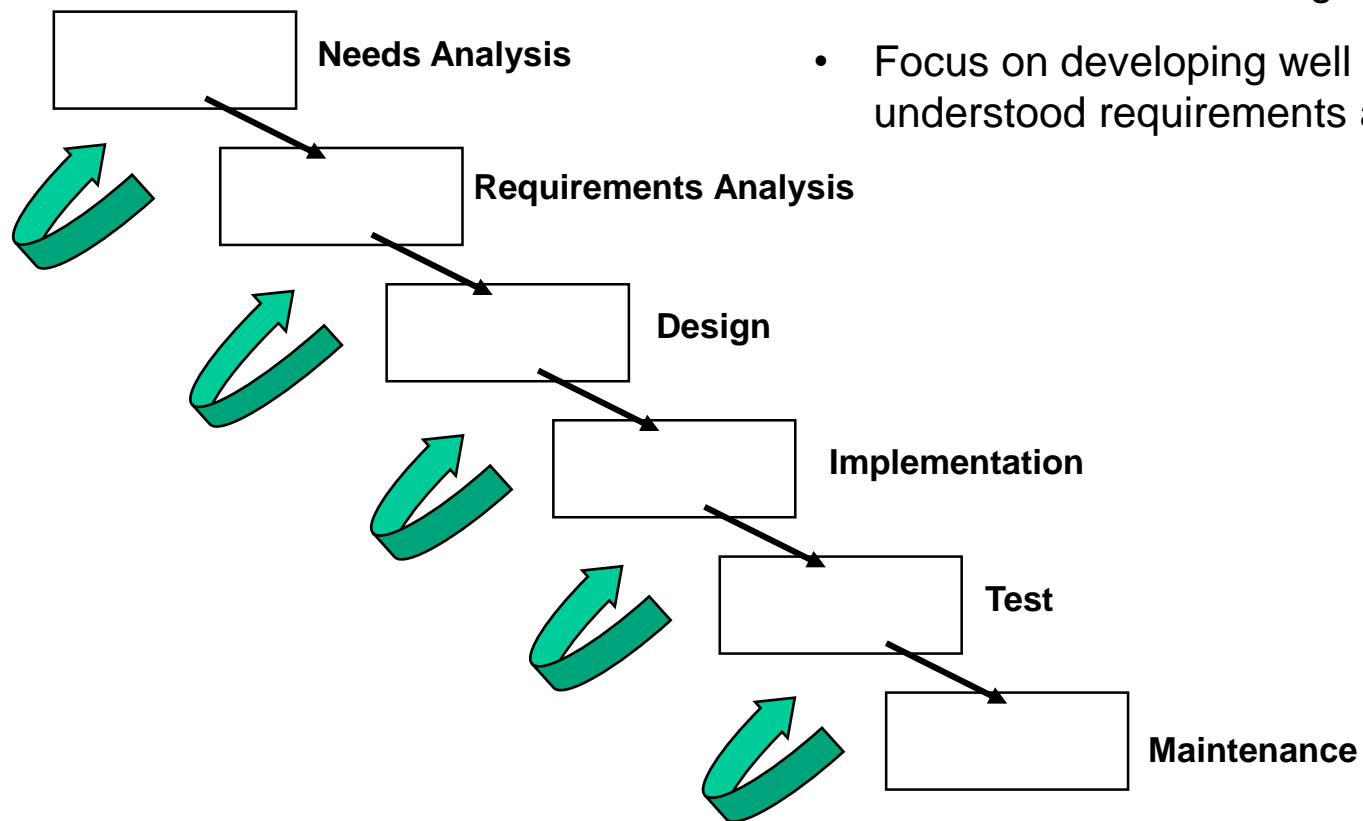 Needs Analysis
• Focus on developing well
understood requirements
Requirements Analysis
Design
Implementation
Test
Maintenance